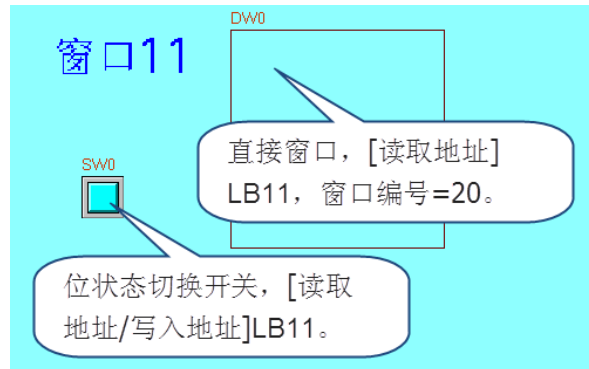 DW0
窗口11
直接窗口，[读取地址]
LB11，窗口编号=20。
SW0
位状态切换开关，[读取
地址/写入地址]LB11。